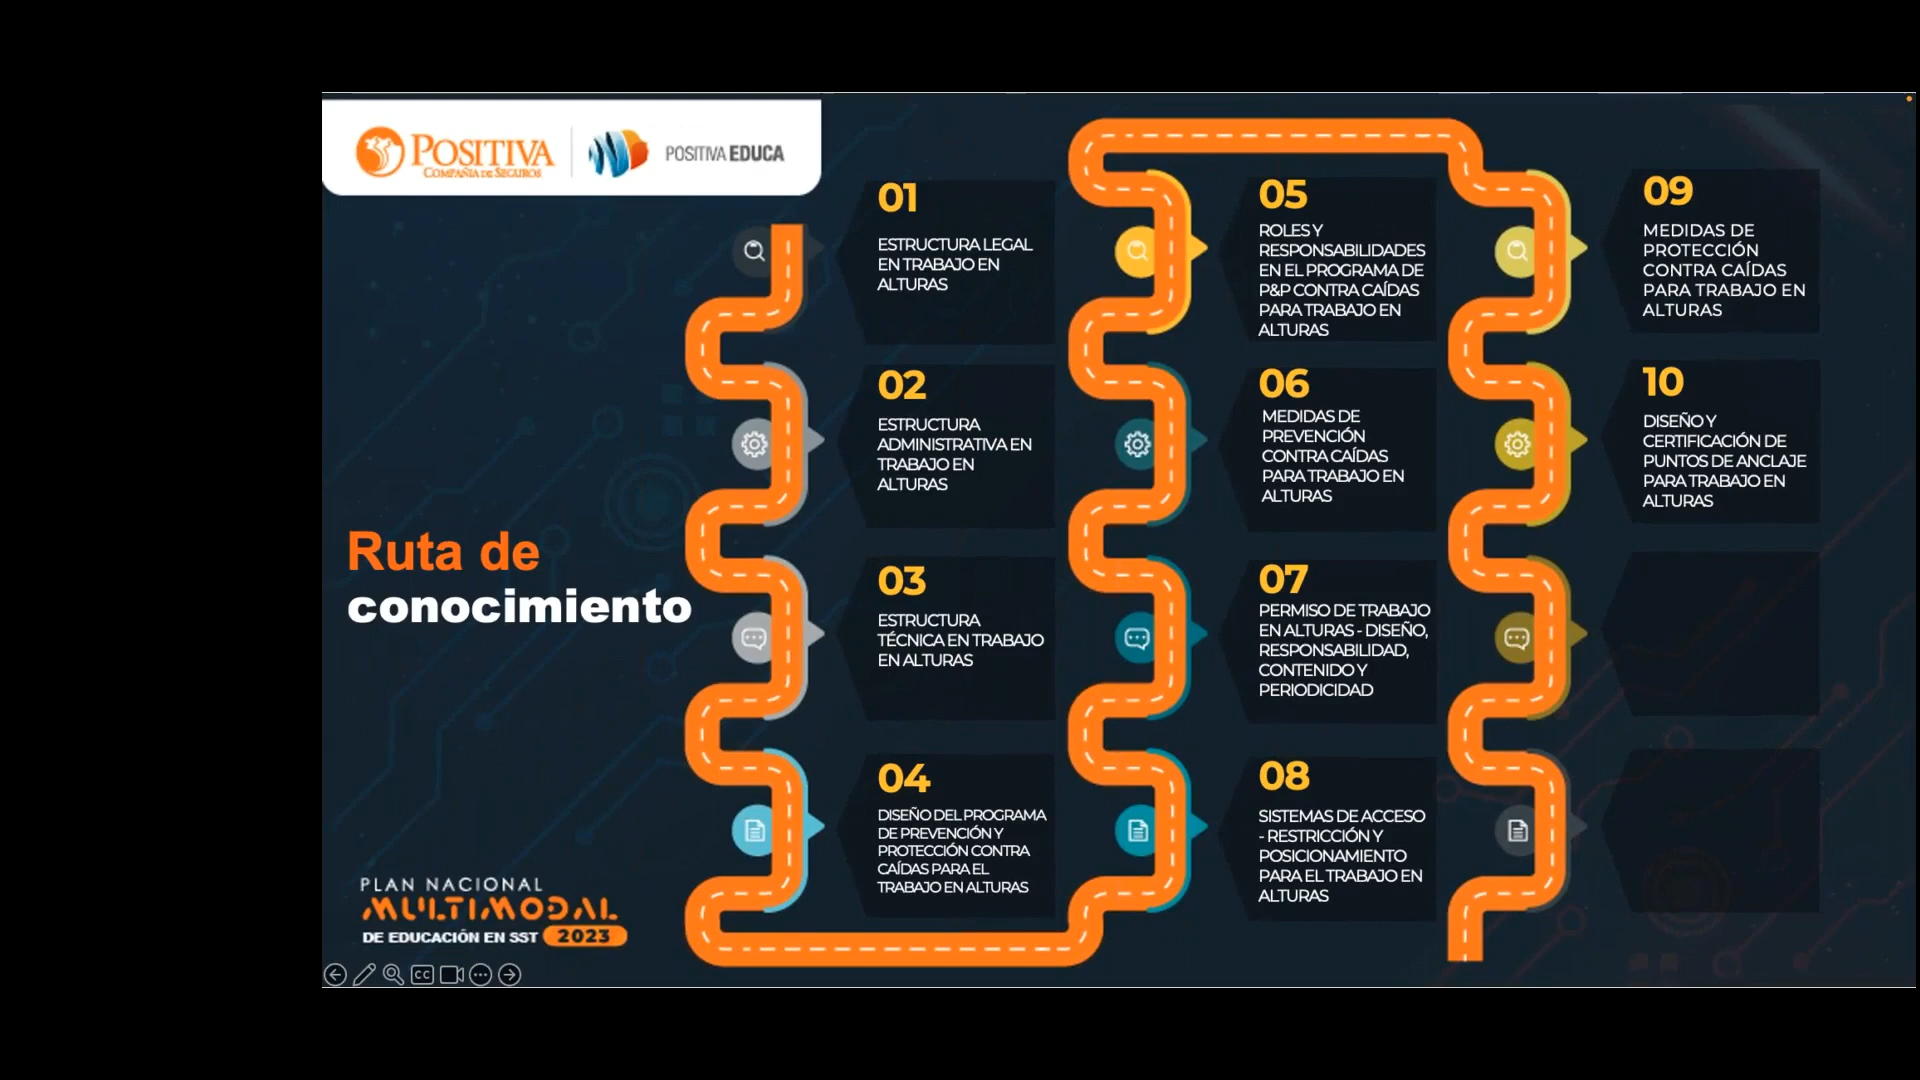 POSITIVA
COMPAÑÍA DE SEGUROS
POSITIVA EDUCA
Ruta de
conocimiento
PLAN NACIONAL
MULTIMODAL
DE EDUCACIÓN EN SST 2023
01
ESTRUCTURA LEGAL
EN TRABAJO EN
ALTURAS
02
ESTRUCTURA
ADMINISTRATIVA EN
TRABAJO EN
ALTURAS
03
ESTRUCTURA
TÉCNICA EN TRABAJO
EN ALTURAS
04
DISEÑO DEL PROGRAMA
DE PREVENCIÓN Y
PROTECCIÓN CONTRA
CAÍDAS PARA EL
TRABAJO EN ALTURAS
05
ROLES Y
RESPONSABILIDADES
EN EL PROGRAMA DE
P&P CONTRA CAÍDAS
PARA TRABAJO EN
ALTURAS
06
MEDIDAS DE
PREVENCIÓN
CONTRA CAÍDAS
PARA TRABAJO EN
ALTURAS
07
PERMISO DE TRABAJO
EN ALTURAS - DISEÑO,
RESPONSABILIDAD,
CONTENIDO Y
PERIODICIDAD
08
SISTEMAS DE ACCESO
- RESTRICCIÓN Y
POSICIONAMIENTO
PARA EL TRABAJO EN
ALTURAS
09
MEDIDAS DE
PROTECCIÓN
CONTRA CAÍDAS
PARA TRABAJO EN
ALTURAS
10
DISEÑO Y
CERTIFICACIÓN DE
PUNTOS DE ANCLAJE
PARA TRABAJO EN
ALTURAS
CC